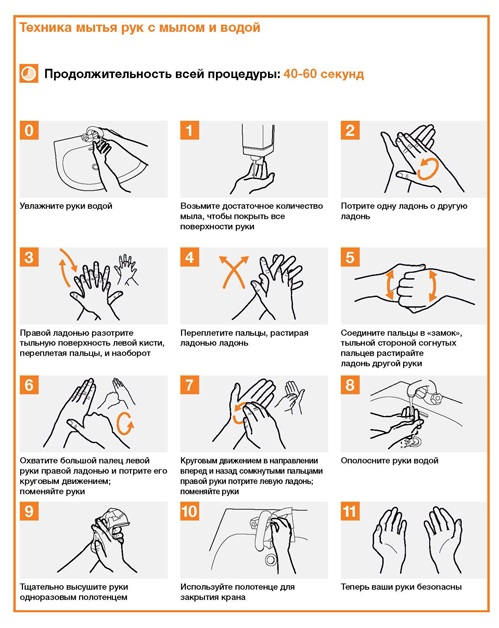 Техника мытья рук с мылом и водой
Продолжительность всей процедуры: 40-60 секунд
0
Увлажните руки водой
1
Возьмите достаточное количество
мыла, чтобы покрыть все
поверхности руки
2
Потрите одну ладонь о другую
ладонь
3
Правой ладонью разотрите
тыльную поверхность левой кисти,
переплетая пальцы, и наоборот
4
Переплетите пальцы, растирая
ладонью ладонь
5
Соедините пальцы в «замок»,
тыльной стороной согнутых
пальцев растирайте
ладонь другой руки
6
Охватите большой палец левой
руки правой ладонью и потрите его
круговым движением;
поменяйте руки
7
Круговым движением в направлении
вперед и назад сомкнутыми пальцами
правой руки потрите левую ладонь;
поменяйте руки
8
Ополосните руки водой
9
Тщательно высушите руки
одноразовым полотенцем
10
Используйте полотенце для
закрытия крана
11
Теперь ваши руки безопасны